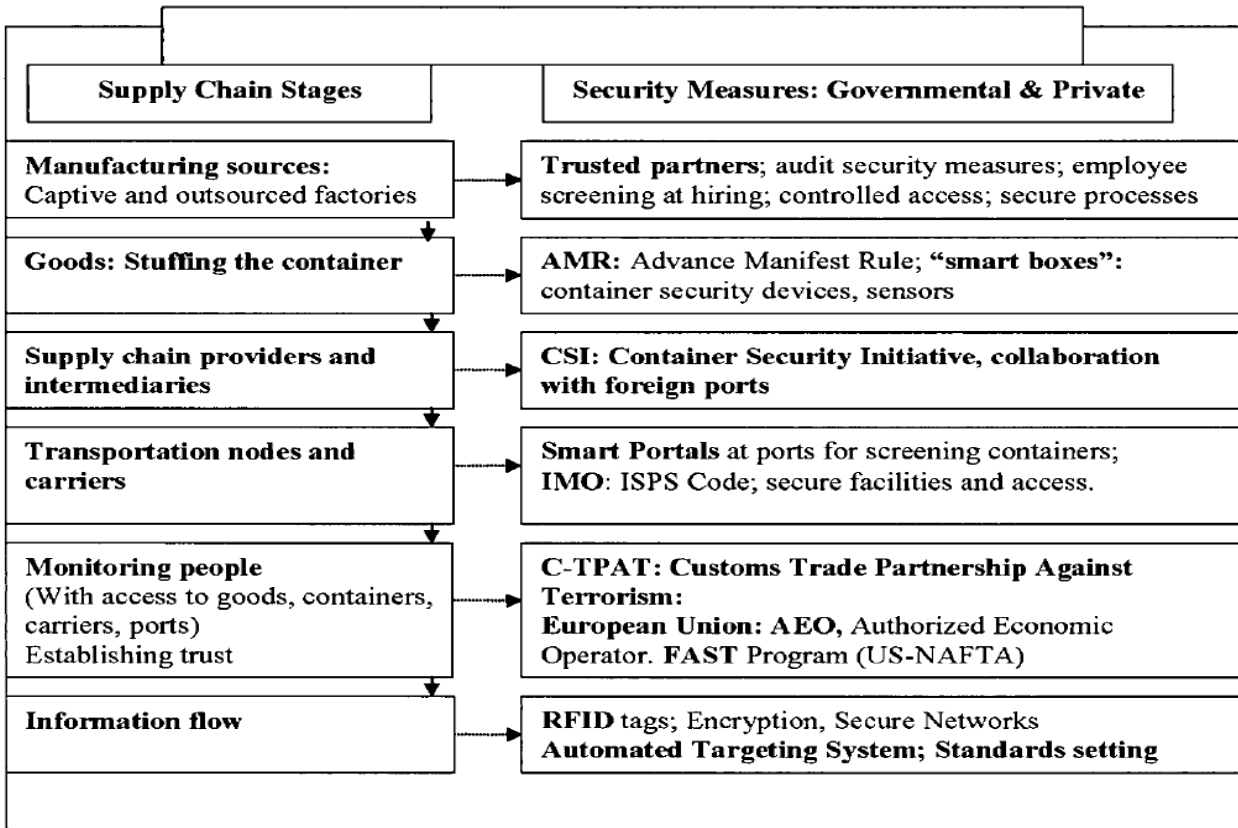 Supply Chain Stages
Security Measures: Governmental & Private
Manufacturing sources:
Captive and outsourced factories
Trusted partners; audit security measures; employee
screening at hiring; controlled access; secure processes
Goods: Stuffing the container
AMR: Advance Manifest Rule; “smart boxes”:
container security devices, sensors
Supply chain providers and
intermediaries
CSI: Container Security Initiative, collaboration
with foreign ports
Transportation nodes and
carriers
Smart Portals at ports for screening containers;
IMO: ISPS Code; secure facilities and access.
Monitoring people
(With access to goods, containers,
carriers, ports)
Establishing trust
C-TPAT: Customs Trade Partnership Against
Terrorism:
European Union: AEO, Authorized Economic
Operator. FAST Program (US-NAFTA)
Information flow
RFID tags; Encryption, Secure Networks
Automated Targeting System; Standards setting